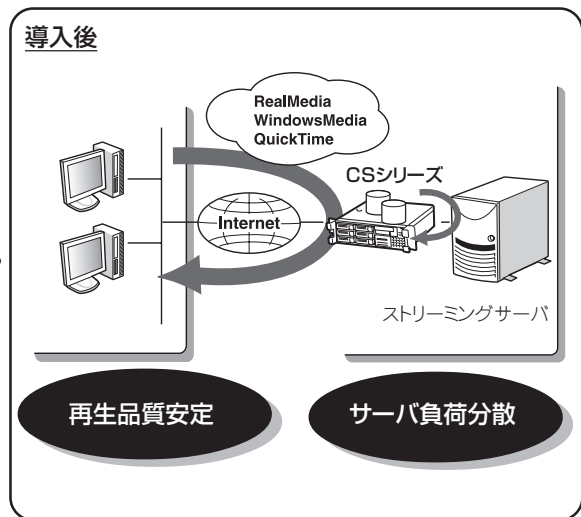 導入後
RealMedia
WindowsMedia
QuickTime
CSシリーズ
Internet
ストリーミングサーバ
再生品質安定
サーバ負荷分散